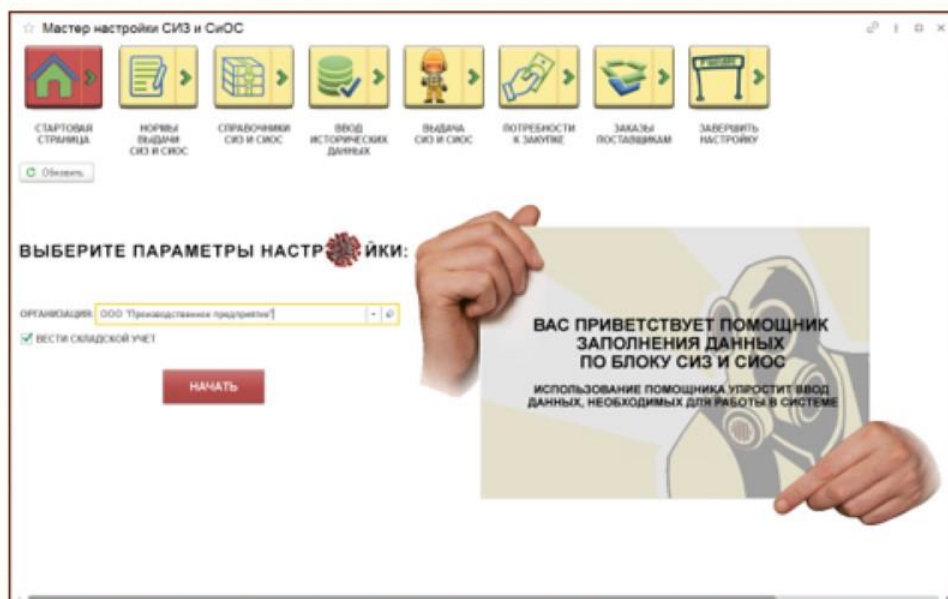 Мастер настройки СИЗ и СиОС
СТАРТОВАЯ
СТРАНИЦА
НОРМЫ
ВЫДАЧИ
СИЗ И СИОС
СПРАВОЧНИКИ
СИЗ И СИОС
ВВОД
ИСТОРИЧЕСКИХ
ДАННЫХ
ВЫДАЧА
СИЗ И СИОС
ПОТРЕБНОСТИ
К ЗАКУПКЕ
ЗАКАЗЫ
ПОСТАВЩИКАМ
ЗАВЕРШИТЬ
НАСТРОЙКУ
Обновить
ВЫБЕРИТЕ ПАРАМЕТРЫ НАСТРОЙКИ:
ОРГАНИЗАЦИЯ: ООО "Производственное предприятие"
ВЕСТИ СКЛАДСКОЙ УЧЕТ
НАЧАТЬ
ВАС ПРИВЕТСТВУЕТ ПОМОЩНИК
ЗАПОЛНЕНИЯ ДАННЫХ
ПО БЛОКУ СИЗ И СИОС
ИСПОЛЬЗОВАНИЕ ПОМОЩНИКА УПРОСТИТ ВВОД
ДАННЫХ, НЕОБХОДИМЫХ ДЛЯ РАБОТЫ В СИСТЕМЕ